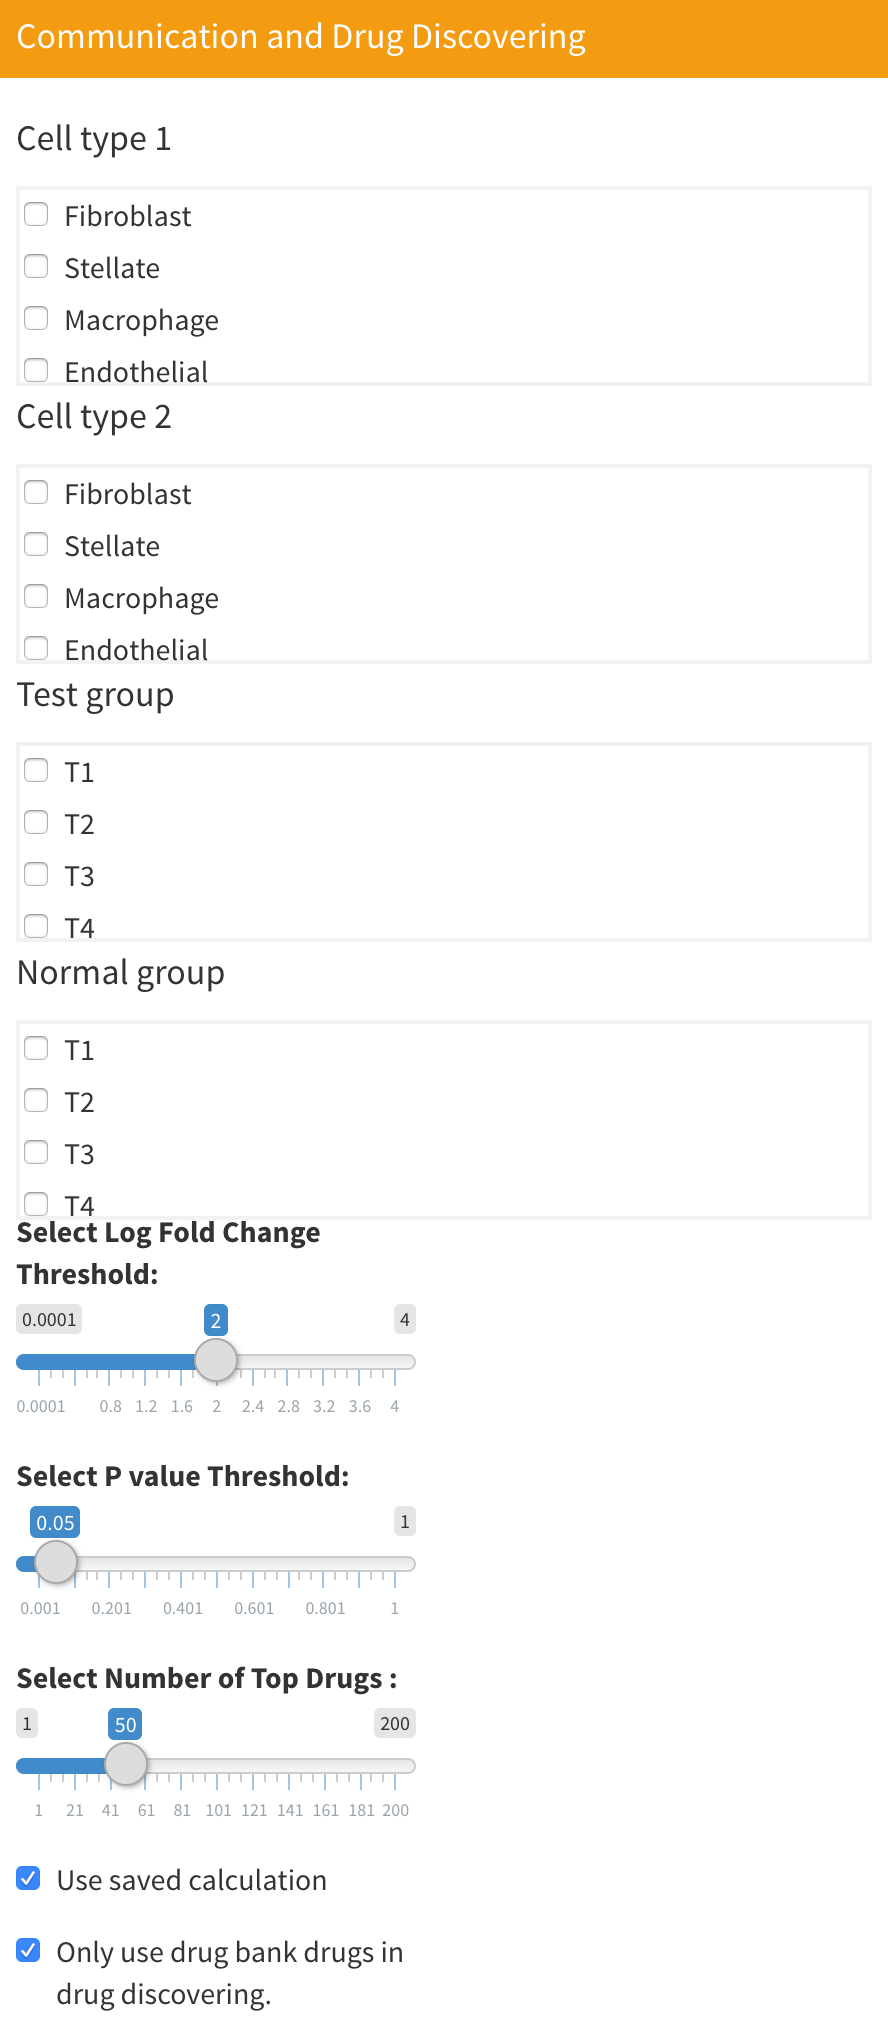 Communication and Drug Discovering
Cell type 1
Fibroblast
Stellate
Macrophage
Endothelial
Cell type 2
Fibroblast
Stellate
Macrophage
Endothelial
Test group
T1
T2
T3
T4
Normal group
T1
T2
T3
T4
Select Log Fold Change
Threshold:
0.0001 2 4
0.0001 0.8 1.2 1.6 2 2.4 2.8 3.2 3.6 4
Select P value Threshold:
0.05 1
0.001 0.201 0.401 0.601 0.801 1
Select Number of Top Drugs :
1 50 200
1 21 41 61 81 101 121 141 161 181 200
Use saved calculation
Only use drug bank drugs in
drug discovering.